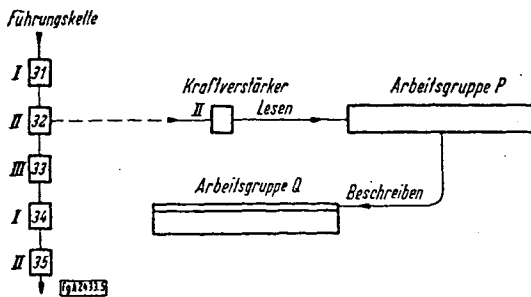 Führungskette
I 31
II 32
III 33
I 34
II 35
Kraftverstärker
II
Lesen
Arbeitsgruppe P
Arbeitsgruppe Q
Beschreiben